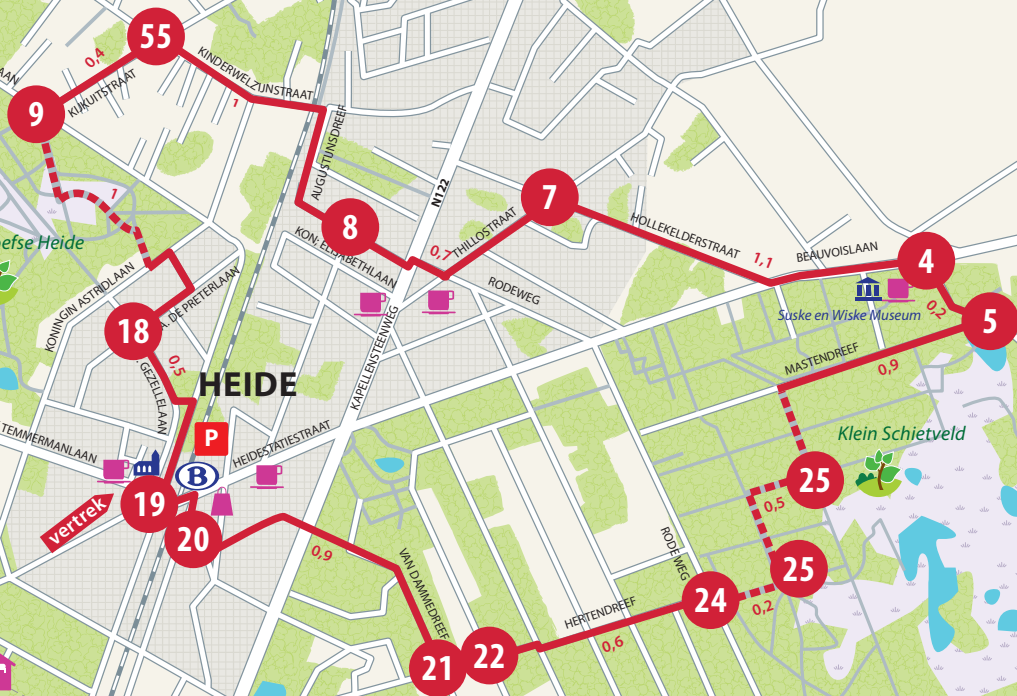 55
0,4
KIJKUITSTRAAT
KINDERWELZIJNSTRAAT
1
9
AUGUSTIJNSDREEF
1
N122
7
8
0,7
THILLOSTRAAT
HOLLEKELDERSTRAAT
1,1
BEAUVOISLAAN
4
KON. ELISABETHLAAN
RODEWEG
efse Heide
KONINGIN ASTRIDLAAN
A. DE PRETERLAAN
Suske en Wiske Museum
0,2
5
18
0,5
G. GEZELLELAAN
HEIDE
KAPELLENSTEENWEG
MASTENDREEF
0,9
P
TEMMERMANLAAN
HEIDESTATIESTRAAT
Klein Schietveld
B
25
0,5
vertrek
19
20
0,9
VAN DAMMEDREEF
RODEWEG
25
24
0,2
HERTENDREEF
0,6
21
22